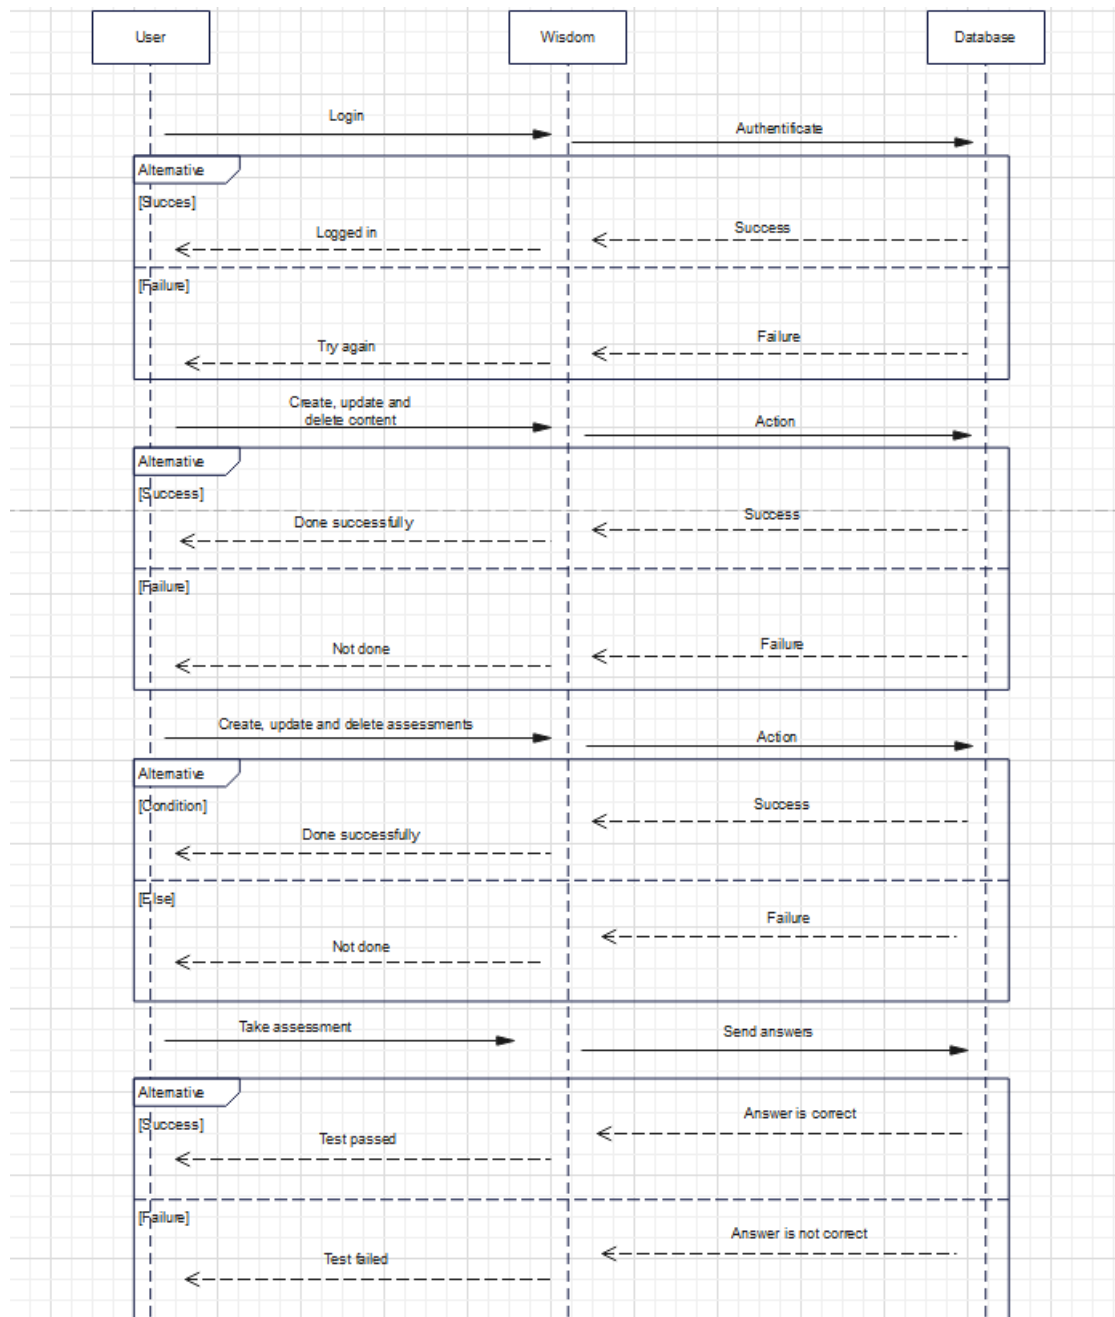 User
Wisdom
Database
Login
Authentificate
Alternative
[Succes]
Logged in
Success
[Failure]
Try again
Failure
Create, update and
delete content
Action
Alternative
[Success]
Done successfully
Success
[Failure]
Not done
Failure
Create, update and delete assessments
Action
Alternative
[Condition]
Success
Done successfully
[Else]
Failure
Not done
Take assessment
Send answers
Alternative
[Success]
Answer is correct
Test passed
[Failure]
Answer is not correct
Test failed